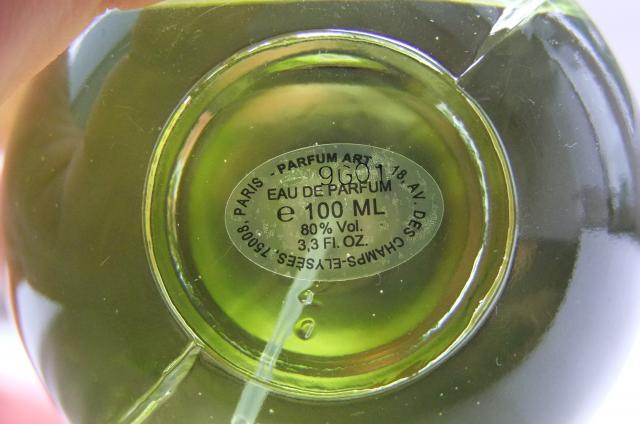 - PARFUM ART - 18, AV. DES CHAMPS-ELYSÉES, 75008, PARIS
9G01
EAU DE PARFUM
e 100 ML
80% Vol.
3,3 Fl. OZ.